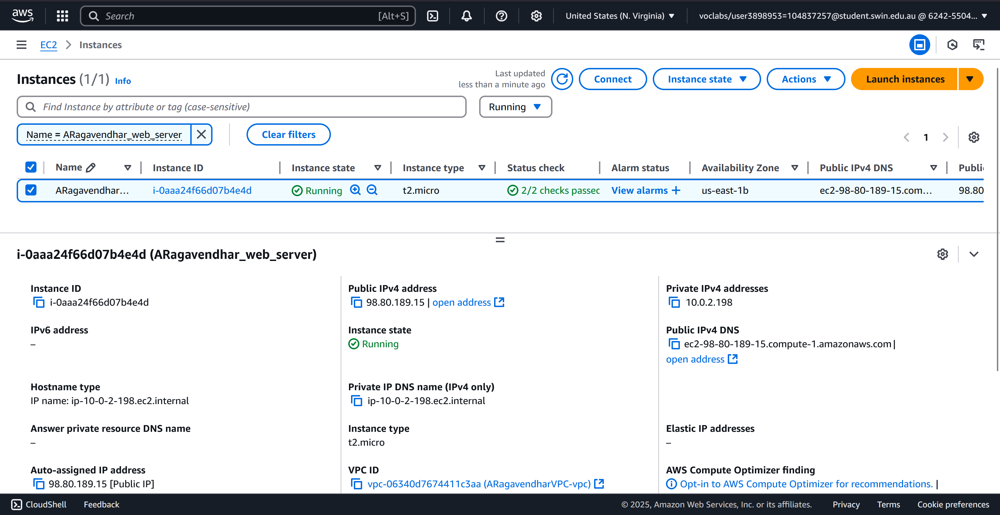 aws
Search [Alt+S] United States (N. Virginia) voclabs/user3898953=104837257@student.swin.edu.au @ 6242-5504...
EC2 Instances
Instances (1/1) Info
Last updated
less than a minute ago
Connect Instance state Actions Launch instances
Find Instance by attribute or tag (case-sensitive) Running
Name = ARagavendhar_web_server Clear filters 1
Name Instance ID Instance state Instance type Status check Alarm status Availability Zone Public IPv4 DNS Public
ARagavendhar... i-0aaa24f66d07b4e4d Running t2.micro 2/2 checks passed View alarms + us-east-1b ec2-98-80-189-15.com... 98.80
i-0aaa24f66d07b4e4d (ARagavendhar_web_server)
Instance ID Public IPv4 address Private IPv4 addresses
i-0aaa24f66d07b4e4d 98.80.189.15 | open address 10.0.2.198
IPv6 address Instance state Public IPv4 DNS
– Running ec2-98-80-189-15.compute-1.amazonaws.com |
open address
Hostname type Private IP DNS name (IPv4 only)
IP name: ip-10-0-2-198.ec2.internal ip-10-0-2-198.ec2.internal
Answer private resource DNS name Instance type Elastic IP addresses
– t2.micro –
Auto-assigned IP address VPC ID AWS Compute Optimizer finding
98.80.189.15 [Public IP] vpc-06340d7674411c3aa (ARagavendharVPC-vpc) Opt-in to AWS Compute Optimizer for recommendations. |
CloudShell Feedback © 2025, Amazon Web Services, Inc. or its affiliates. Privacy Terms Cookie preferences